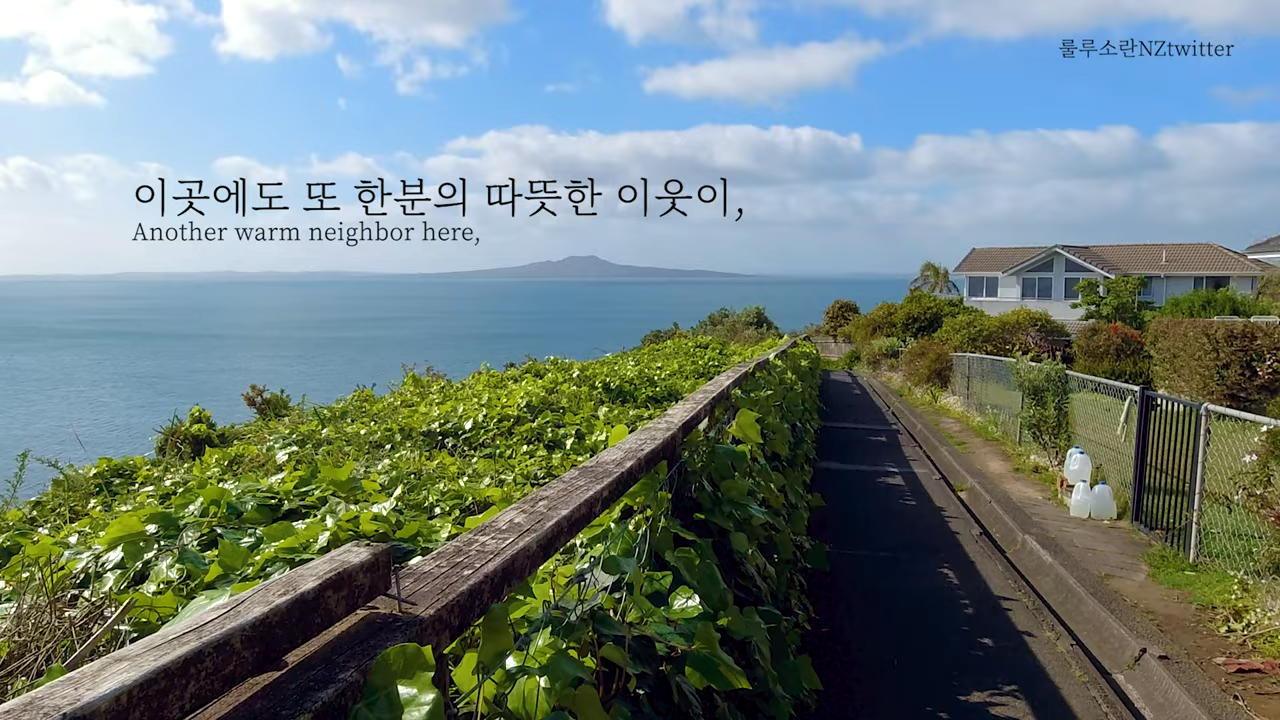 룰루소란NZtwitter
이곳에도 또 한분의 따뜻한 이웃이,
Another warm neighbor here,